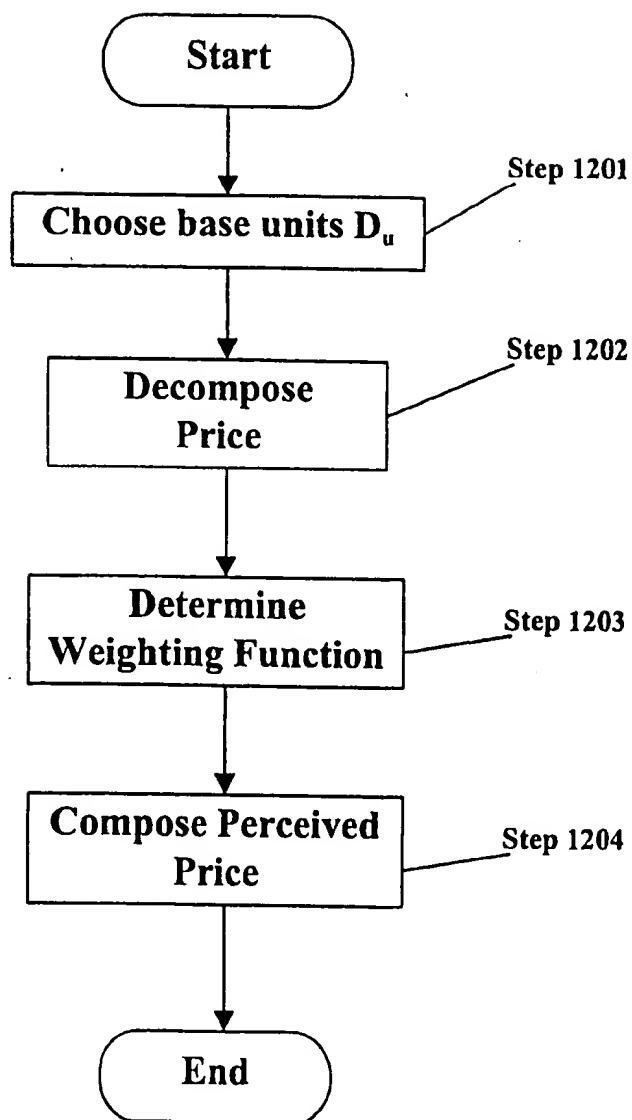 Start
Step 1201
Choose base units Du
Step 1202
Decompose
Price
Determine
Weighting Function
Step 1203
Compose Perceived
Price
Step 1204
End